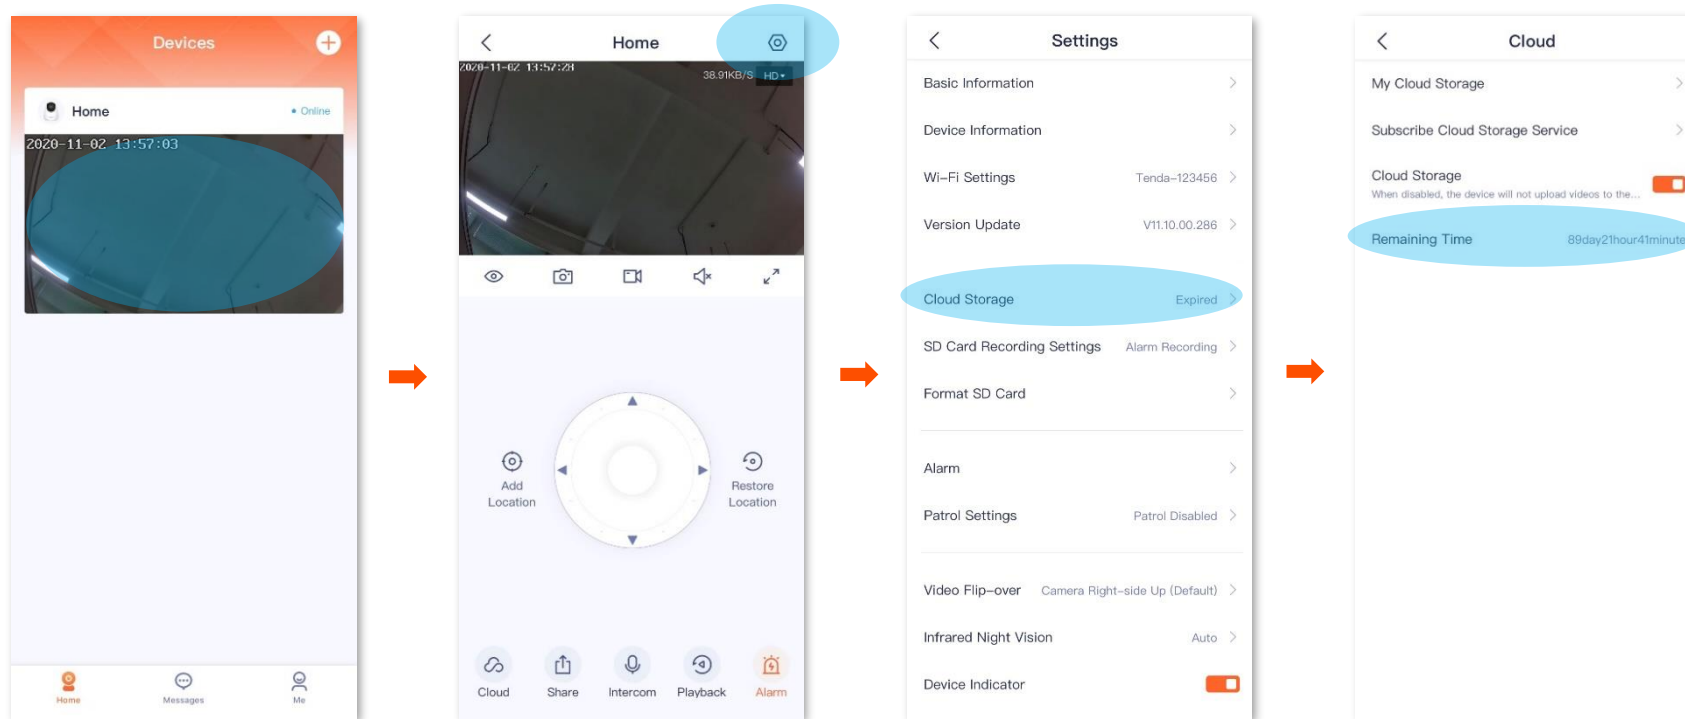 Devices
Home
Online
2020-11-02 13:57:03
Home
Messages
Me
Home
2020-11-02 13:57:28
38.91KB/S
HD
Add
Location
Restore
Location
Cloud
Share
Intercom
Playback
Alarm
Settings
Basic Information
Device Information
Wi-Fi Settings
Tenda-123456
Version Update
V11.10.00.286
Cloud Storage
Expired
SD Card Recording Settings
Alarm Recording
Format SD Card
Alarm
Patrol Settings
Patrol Disabled
Video Flip-over
Camera Right-side Up (Default)
Infrared Night Vision
Auto
Device Indicator
Cloud
My Cloud Storage
Subscribe Cloud Storage Service
Cloud Storage
When disabled, the device will not upload videos to the...
Remaining Time
89day21hour41minute